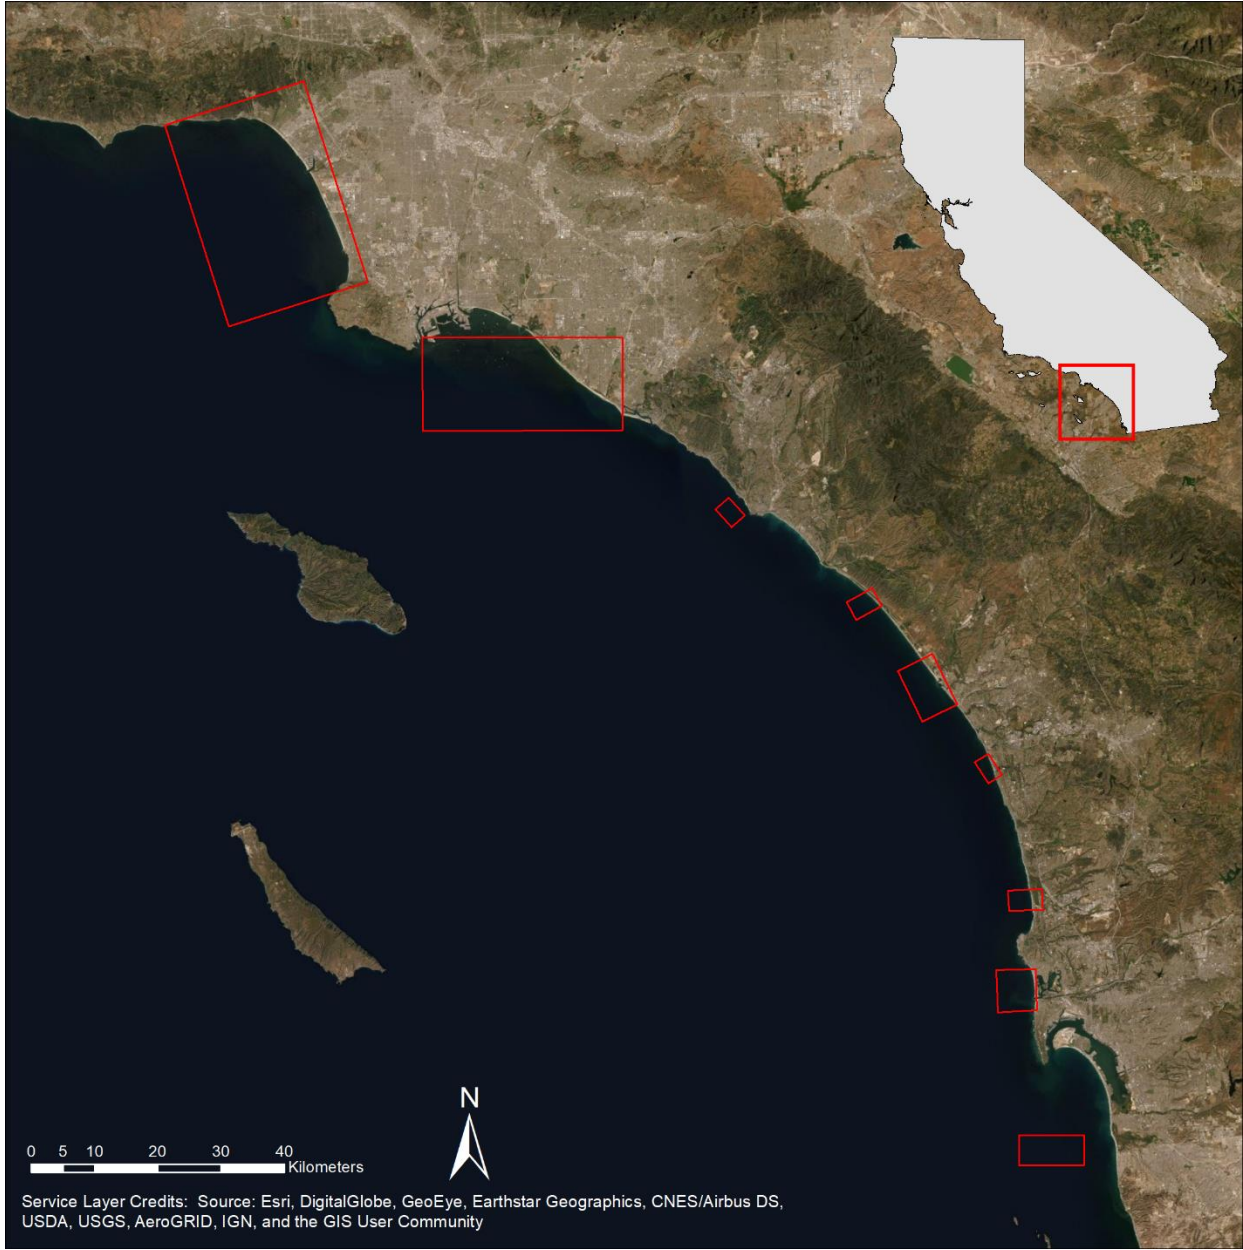 N
0 5 10 20 30 40
Kilometers
Service Layer Credits: Source: Esri, DigitalGlobe, GeoEye, Earthstar Geographics, CNES/Airbus DS,
USDA, USGS, AeroGRID, IGN, and the GIS User Community